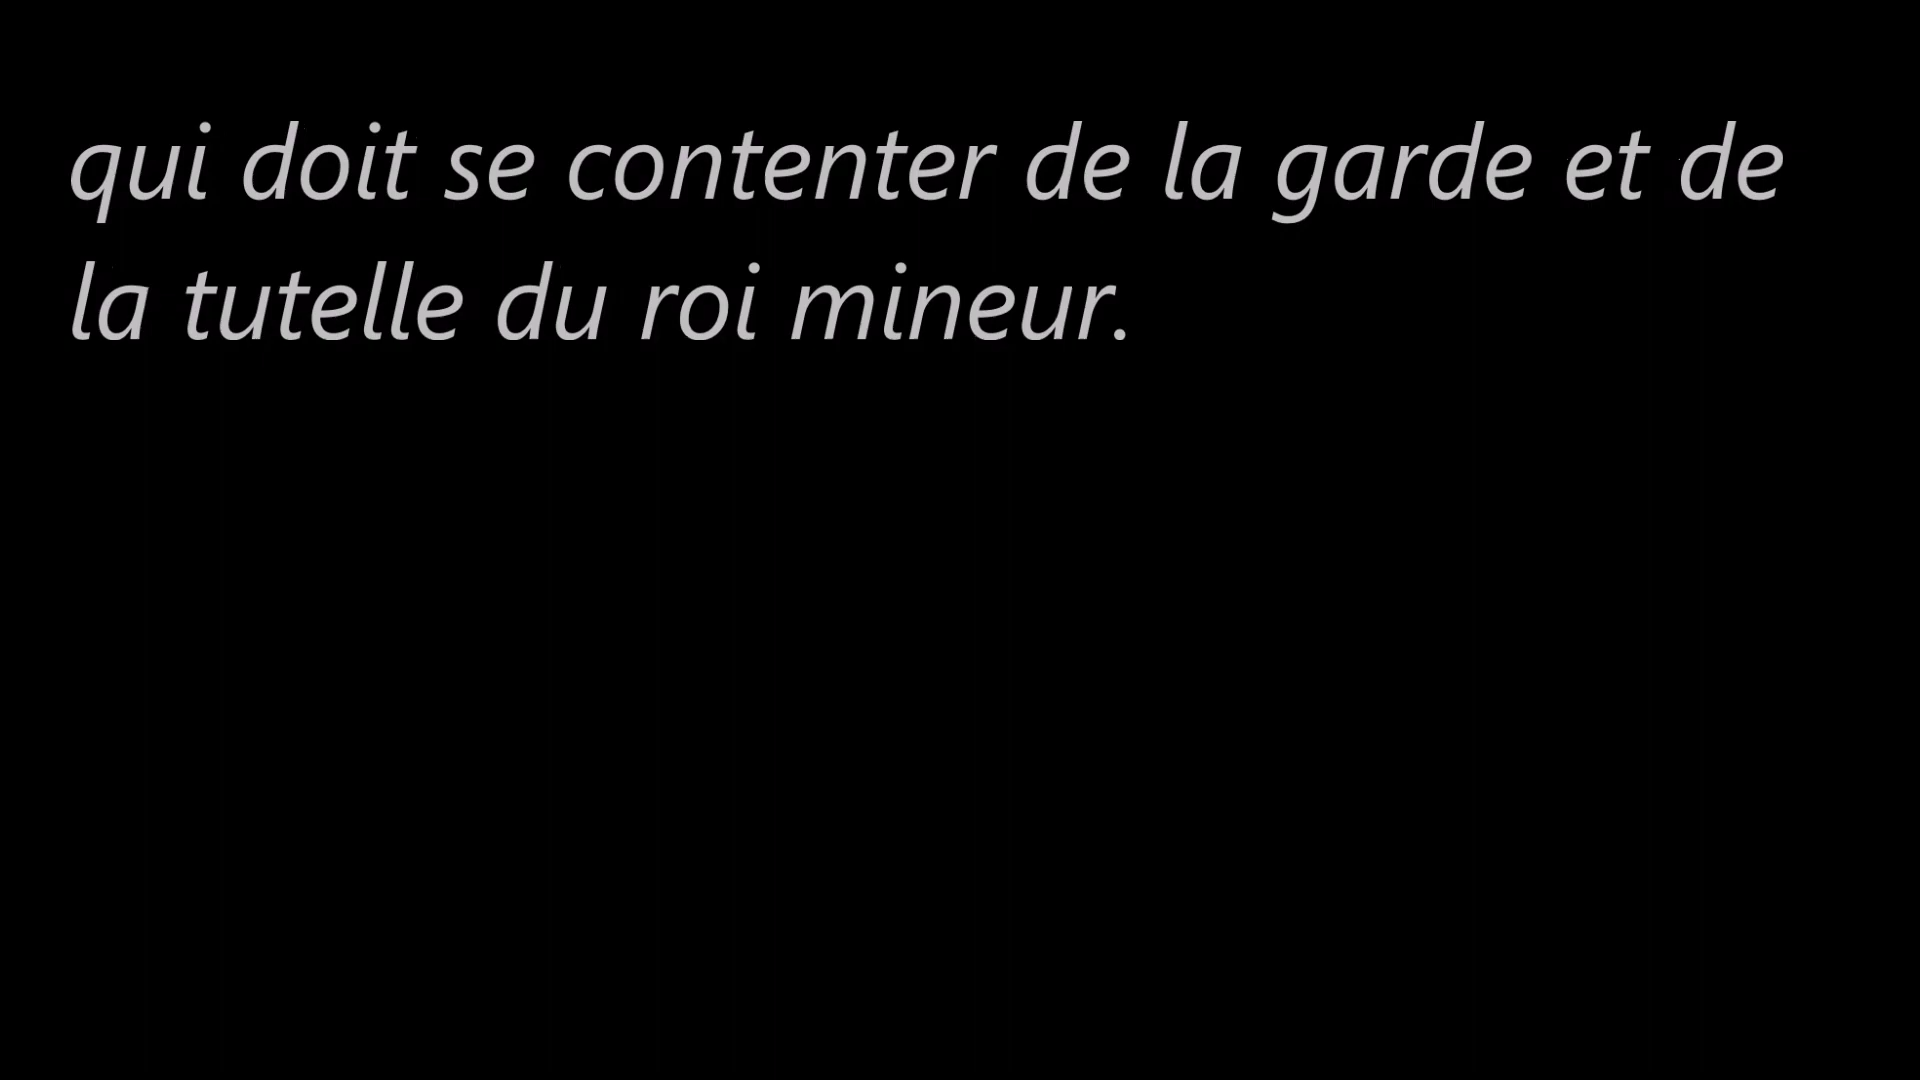 qui doit se contenter de la garde et de
la tutelle du roi mineur.